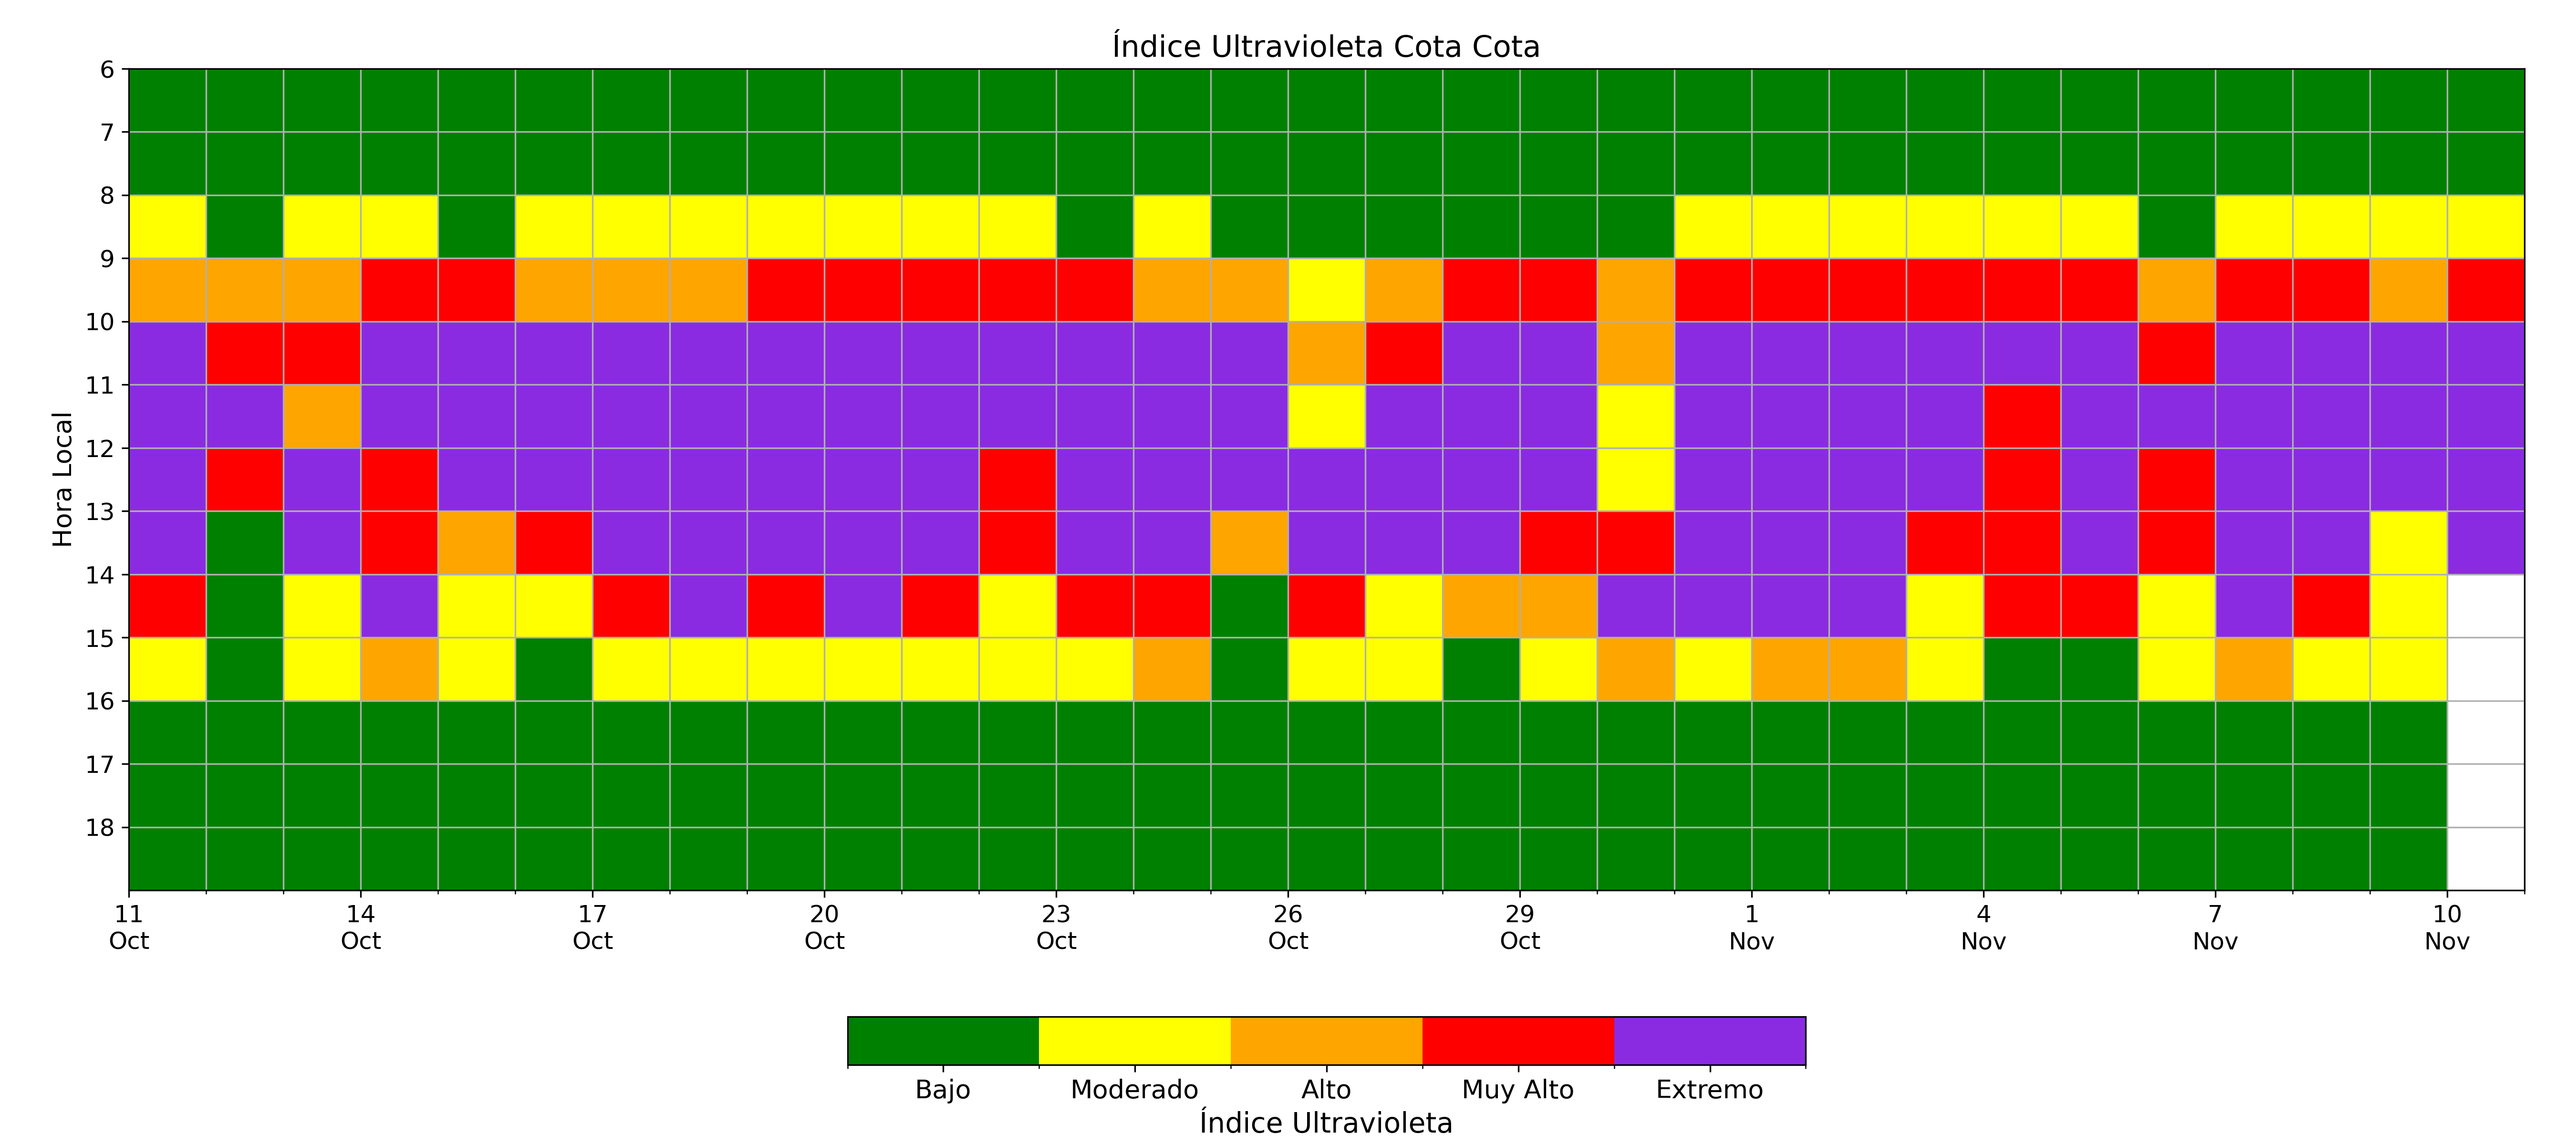 Índice Ultravioleta Cota Cota
Hora Local
6
7
8
9
10
11
12
13
14
15
16
17
18
11 14 17 20 23 26 29 1 4 7 10
Oct Oct Oct Oct Oct Oct Oct Nov Nov Nov Nov
Bajo Moderado Alto Muy Alto Extremo
Índice Ultravioleta